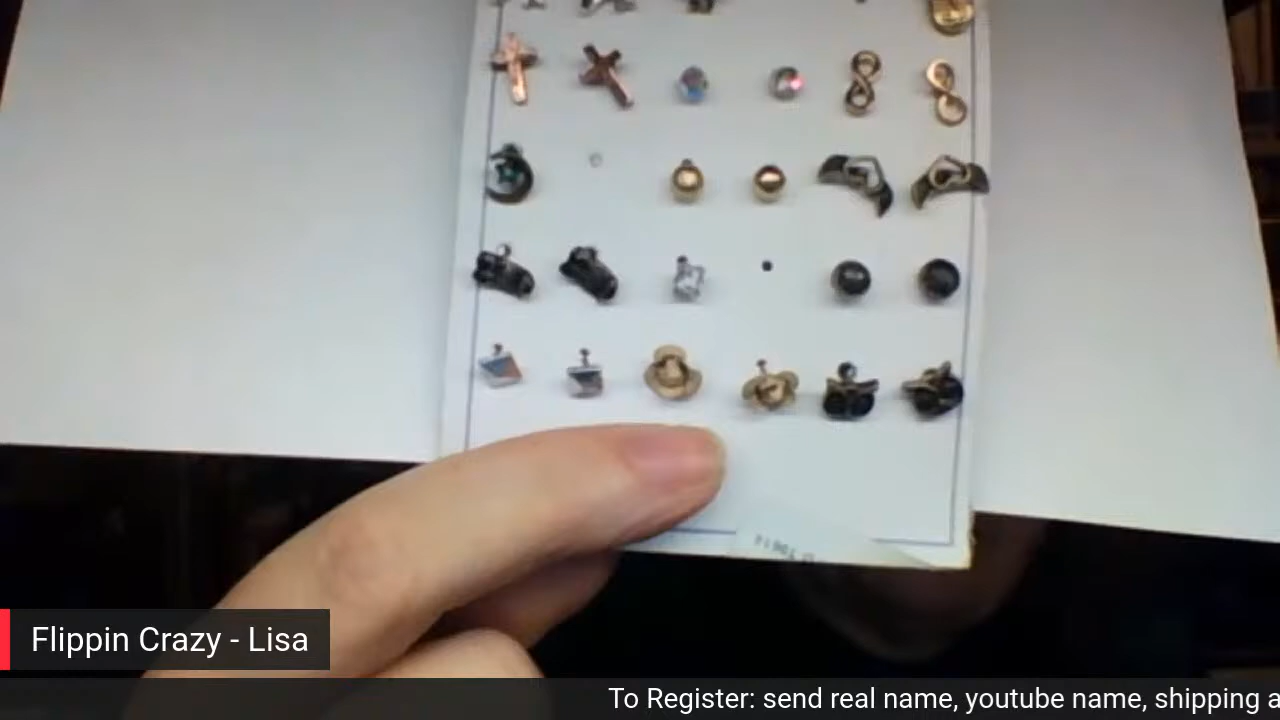 Flippin Crazy - Lisa
To Register: send real name, youtube name, shipping a